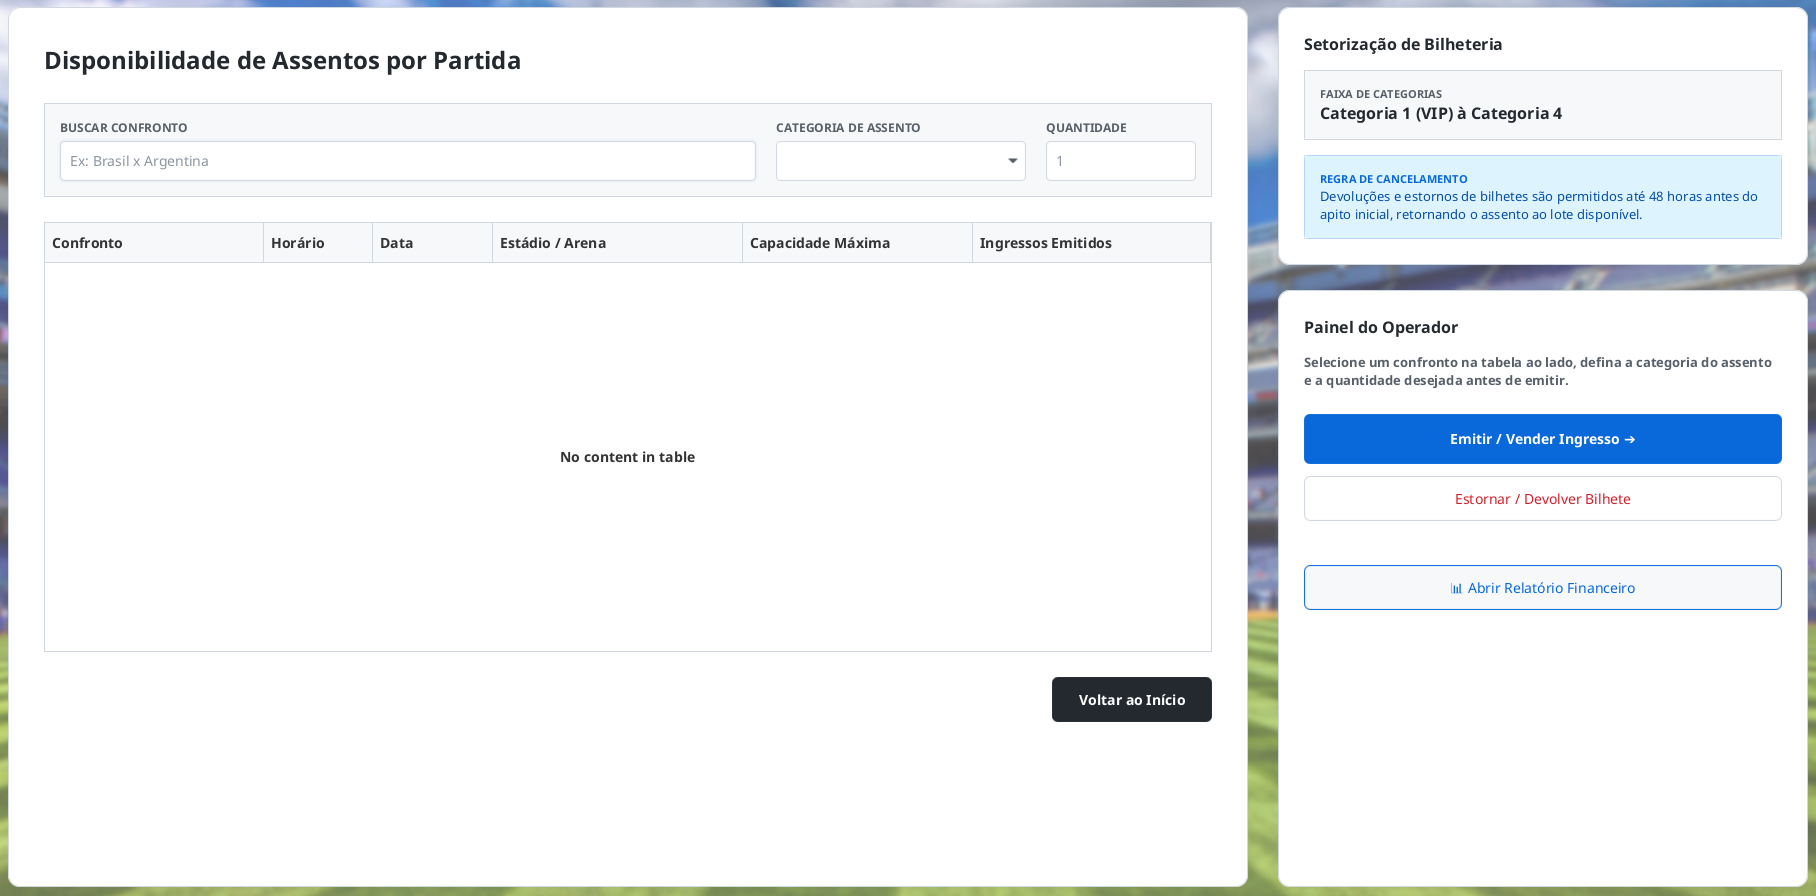 Disponibilidade de Assentos por Partida
BUSCAR CONFRONTO
CATEGORIA DE ASSENTO
QUANTIDADE
Ex: Brasil x Argentina
1
Confronto
Horário
Data
Estádio / Arena
Capacidade Máxima
Ingressos Emitidos
No content in table
Voltar ao Início
Setorização de Bilheteria
FAIXA DE CATEGORIAS
Categoria 1 (VIP) à Categoria 4
REGRA DE CANCELAMENTO
Devoluções e estornos de bilhetes são permitidos até 48 horas antes do
apito inicial, retornando o assento ao lote disponível.
Painel do Operador
Selecione um confronto na tabela ao lado, defina a categoria do assento
e a quantidade desejada antes de emitir.
Emitir / Vender Ingresso ➔
Estornar / Devolver Bilhete
📊 Abrir Relatório Financeiro